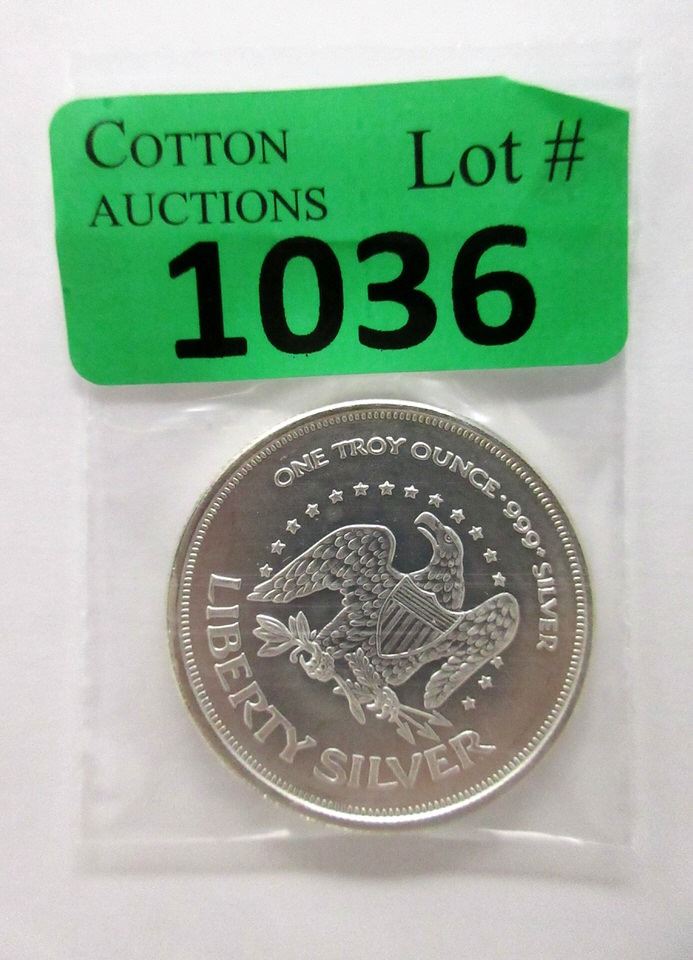 COTTON
AUCTIONS
Lot #
1036
ONE TROY OUNCE · 999+ SILVER
LIBERTY SILVER